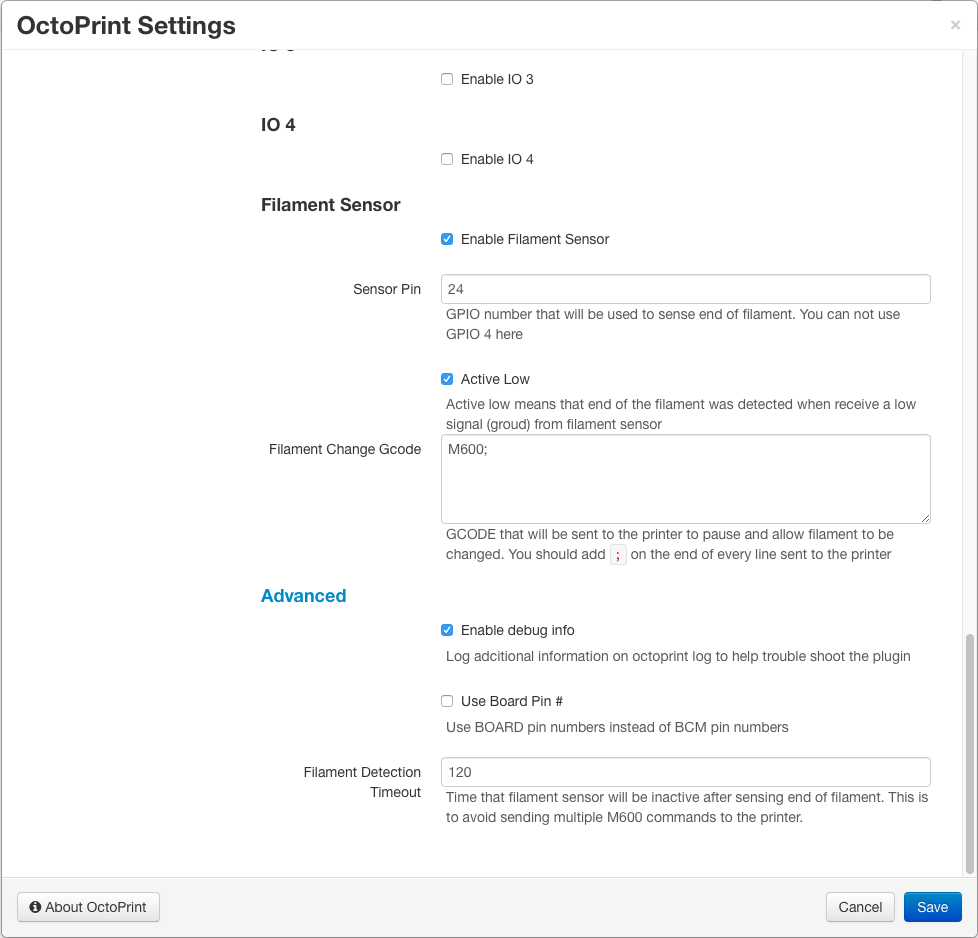 OctoPrint Settings
×
Enable IO 3
IO 4
Enable IO 4
Filament Sensor
Enable Filament Sensor
Sensor Pin
24
GPIO number that will be used to sense end of filament. You can not use
GPIO 4 here
Active Low
Active low means that end of the filament was detected when receive a low
signal (groud) from filament sensor
Filament Change Gcode
M600;
GCODE that will be sent to the printer to pause and allow filament to be
changed. You should add ; on the end of every line sent to the printer
Advanced
Enable debug info
Log adcitional information on octoprint log to help trouble shoot the plugin
Use Board Pin #
Use BOARD pin numbers instead of BCM pin numbers
Filament Detection
Timeout
120
Time that filament sensor will be inactive after sensing end of filament. This is
to avoid sending multiple M600 commands to the printer.
About OctoPrint
Cancel
Save